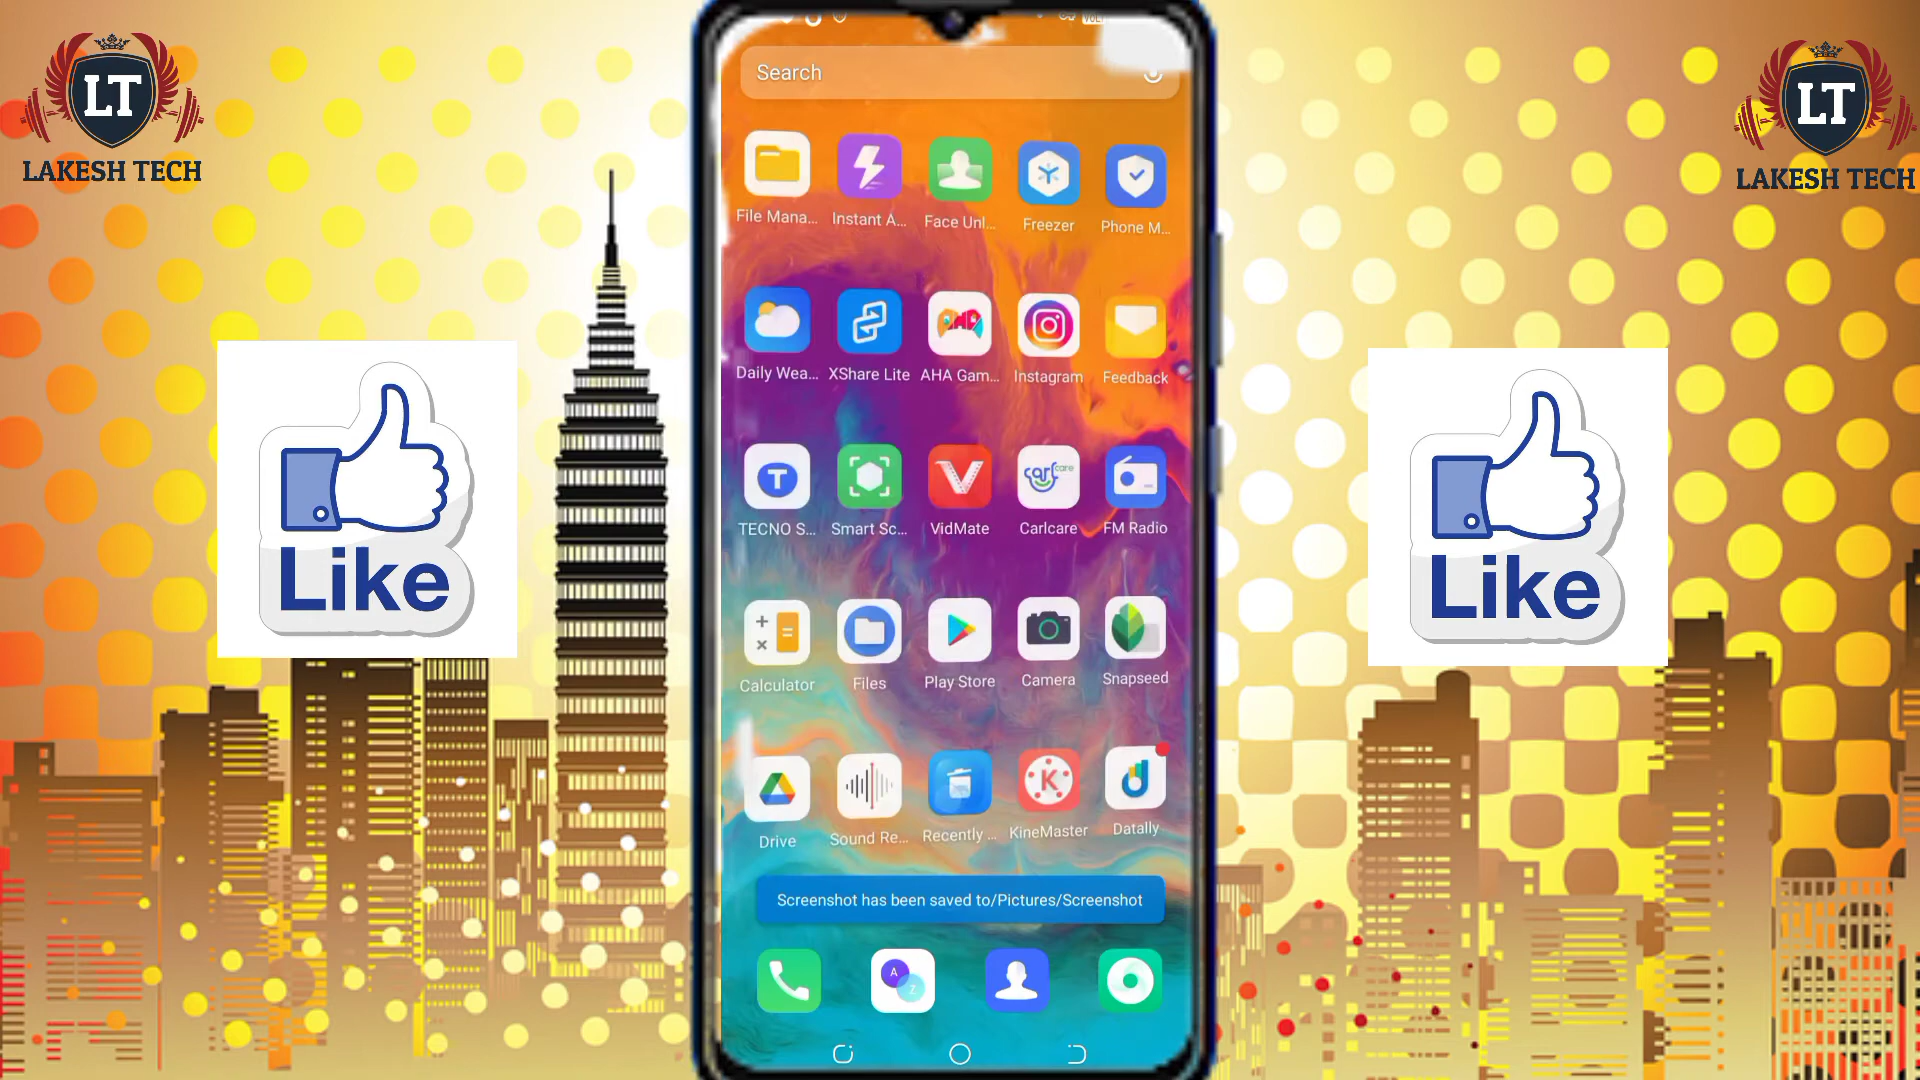 LT
LAKESH TECH
LT
LAKESH TECH
Search
File Mana... Instant A... Face Unl... Freezer Phone M...
Daily Wea... XShare Lite AHA Gam... Instagram Feedback
TECNO S... Smart Sc... VidMate Carlcare FM Radio
Calculator Files Play Store Camera Snapseed
Drive Sound Re... Recently ... KineMaster Datally
Screenshot has been saved to/Pictures/Screenshot
A
Z
Like
Like